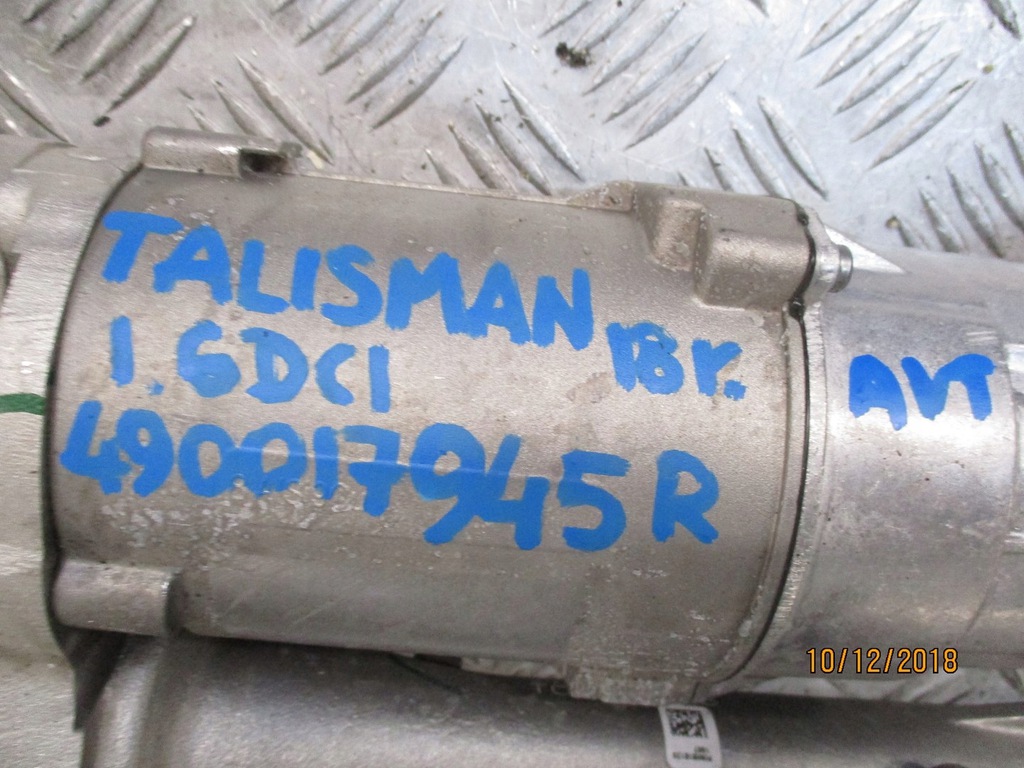 TALISMAN
1.6DCI 18r.
490017945R
AVT
10/12/2018